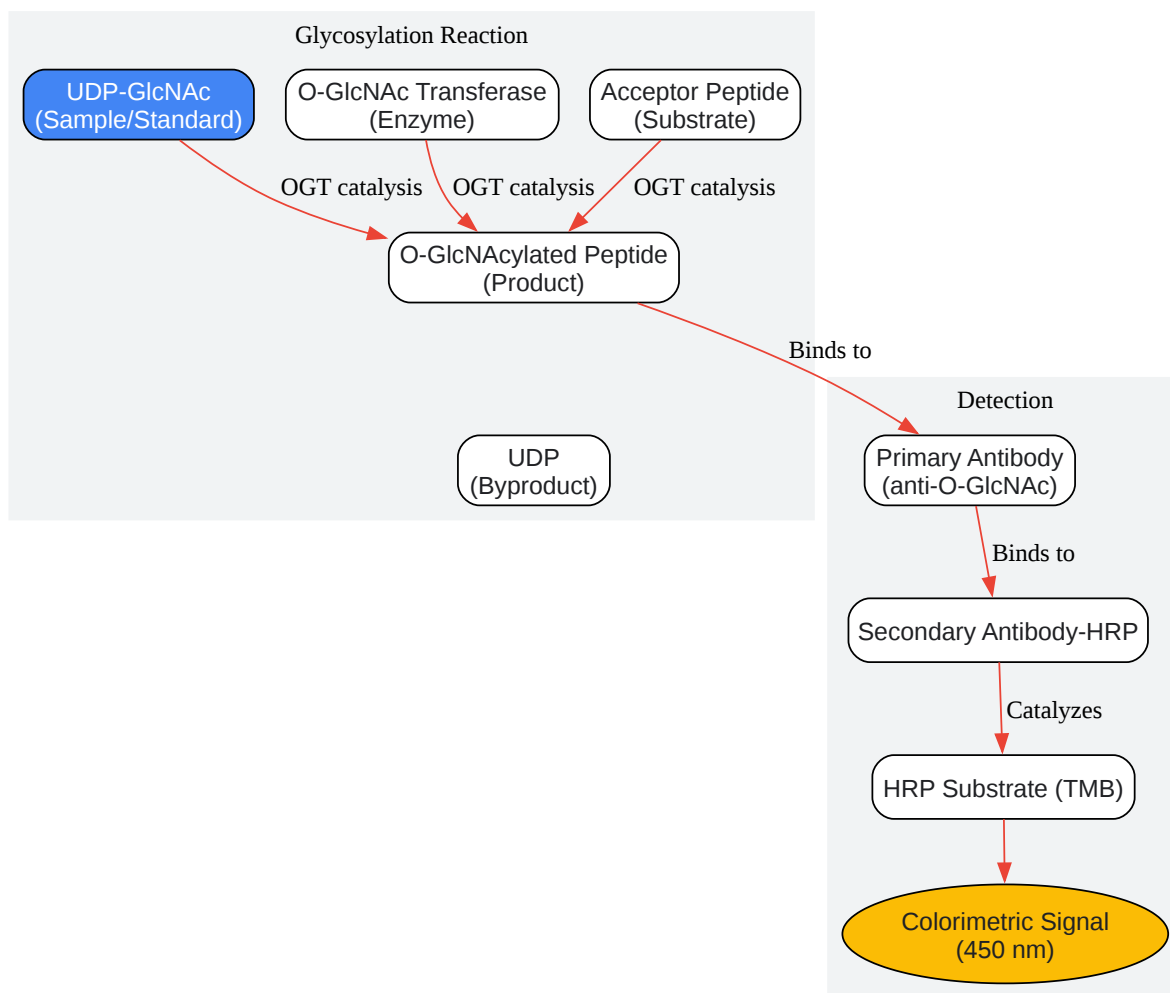 Glycosylation Reaction
UDP-GlcNAc
(Sample/Standard)
O-GlcNAc Transferase
(Enzyme)
Acceptor Peptide
(Substrate)
OGT catalysis
OGT catalysis
OGT catalysis
O-GlcNAcylated Peptide
(Product)
Binds to
UDP
(Byproduct)
Detection
Primary Antibody
(anti-O-GlcNAc)
Binds to
Secondary Antibody-HRP
Catalyzes
HRP Substrate (TMB)
Colorimetric Signal
(450 nm)